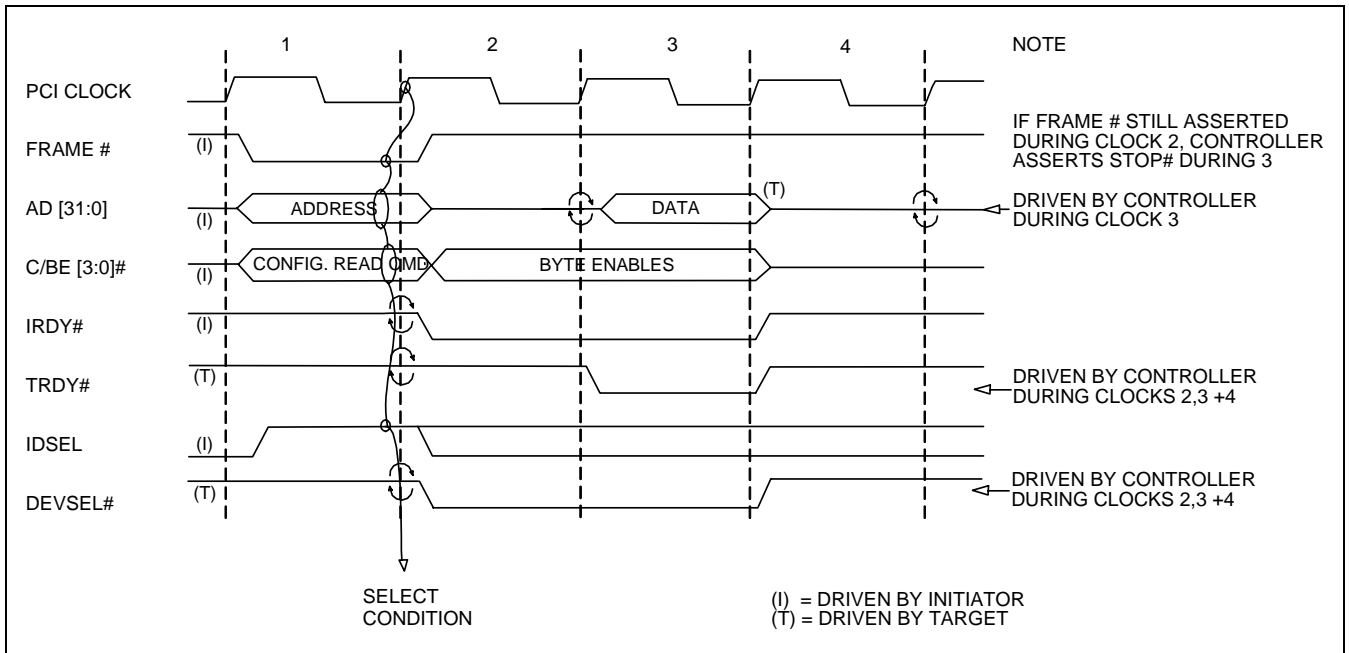 1 2 3 4 NOTE
PCI CLOCK
IF FRAME # STILL ASSERTED
DURING CLOCK 2, CONTROLLER
ASSERTS STOP# DURING 3
FRAME # (I)
AD [31:0] (I) ADDRESS DATA (T)
DRIVEN BY CONTROLLER
DURING CLOCK 3
C/BE [3:0]# (I) CONFIG. READ CMD BYTE ENABLES
IRDY# (I)
TRDY# (T)
DRIVEN BY CONTROLLER
DURING CLOCKS 2,3 +4
IDSEL (I)
DEVSEL# (T)
DRIVEN BY CONTROLLER
DURING CLOCKS 2,3 +4
SELECT
CONDITION
(I) = DRIVEN BY INITIATOR
(T) = DRIVEN BY TARGET